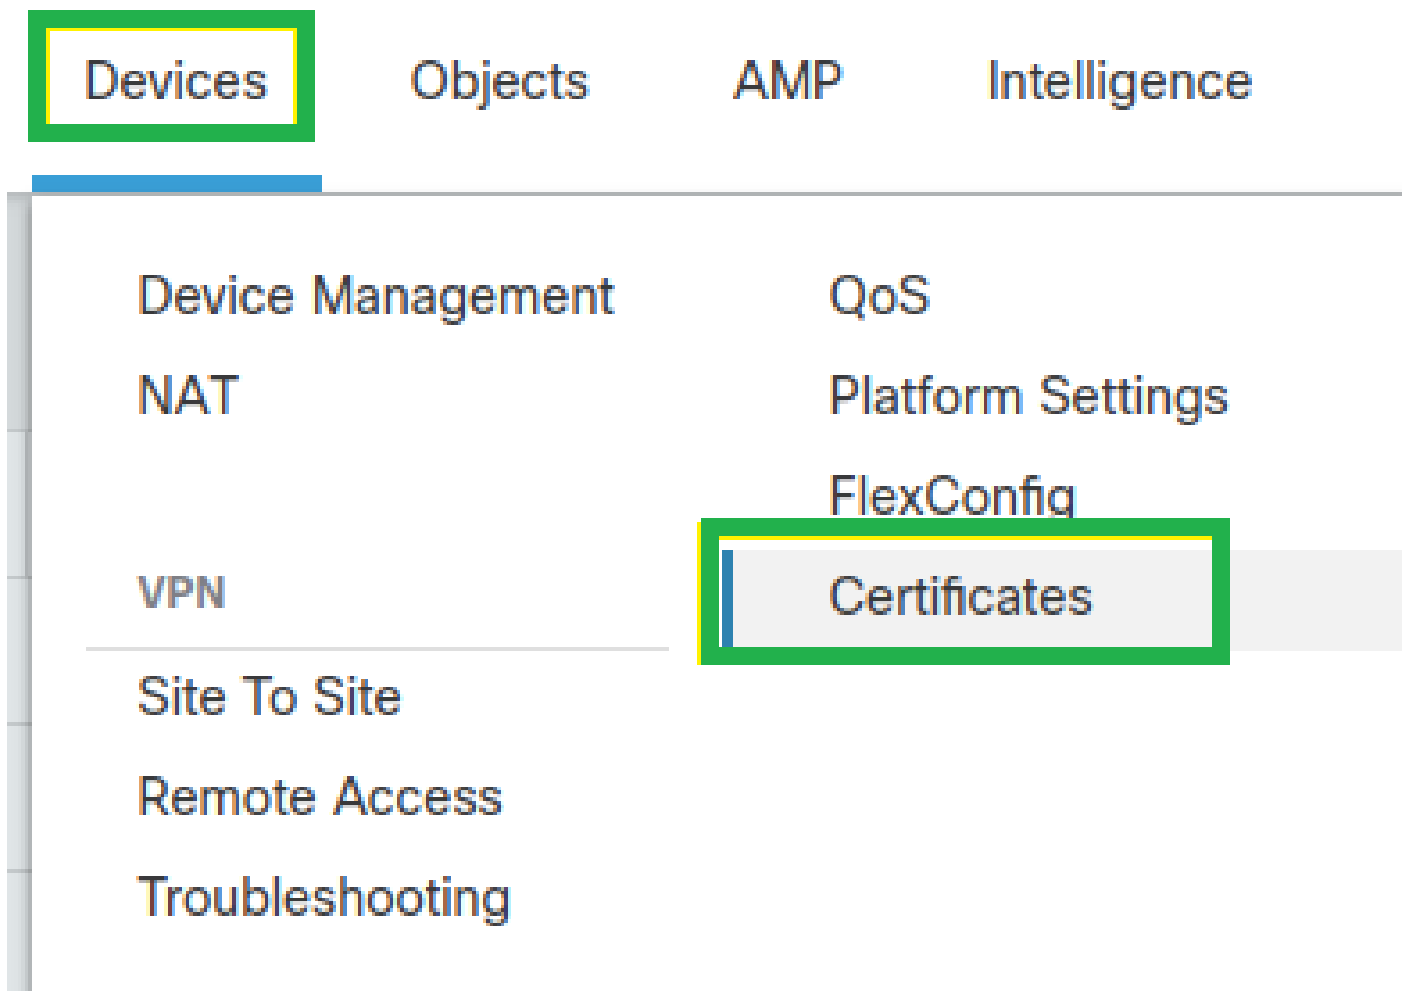 Devices Objects AMP Intelligence
Device Management
NAT
VPN
Site To Site
Remote Access
Troubleshooting
QoS
Platform Settings
FlexConfig
Certificates